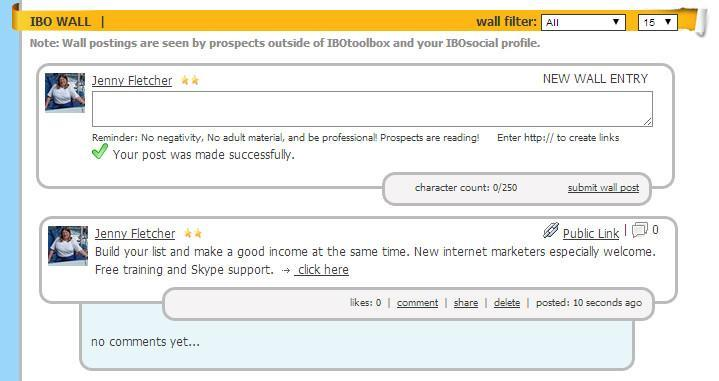 IBO WALL | wall filter: All 15
Note: Wall postings are seen by prospects outside of IBOtoolbox and your IBOsocial profile.
Jenny Fletcher NEW WALL ENTRY
Reminder: No negativity, No adult material, and be professional! Prospects are reading! Enter http:// to create links
Your post was made successfully.
character count: 0/250 submit wall post
Jenny Fletcher Public Link | 0
Build your list and make a good income at the same time. New internet marketers especially welcome.
Free training and Skype support. → click here
likes: 0 | comment | share | delete | posted: 10 seconds ago
no comments yet...